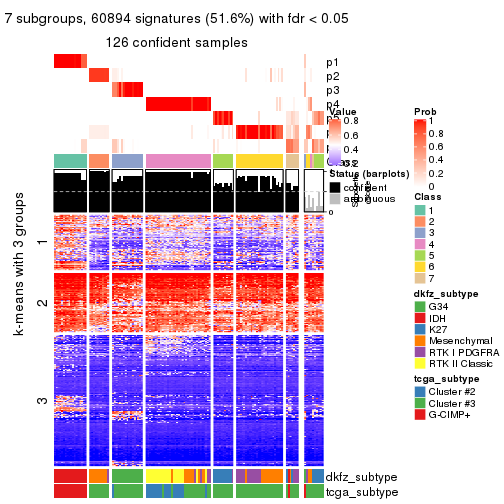 7 subgroups, 60894 signatures (51.6%) with fdr < 0.05
126 confident samples
p1
p2
p3
p4
Value
0.8
0.6
0.4
0.2
Status (barplots)
confident
ambiguous
0
Prob
1
0.8
0.6
0.4
0.2
0
Class
1
2
3
4
5
6
7
dkfz_subtype
G34
IDH
K27
Mesenchymal
RTK I PDGFRA
RTK II Classic
tcga_subtype
Cluster #2
Cluster #3
G-CIMP+
k-means with 3 groups
1
2
3
dkfz_subtype
tcga_subtype